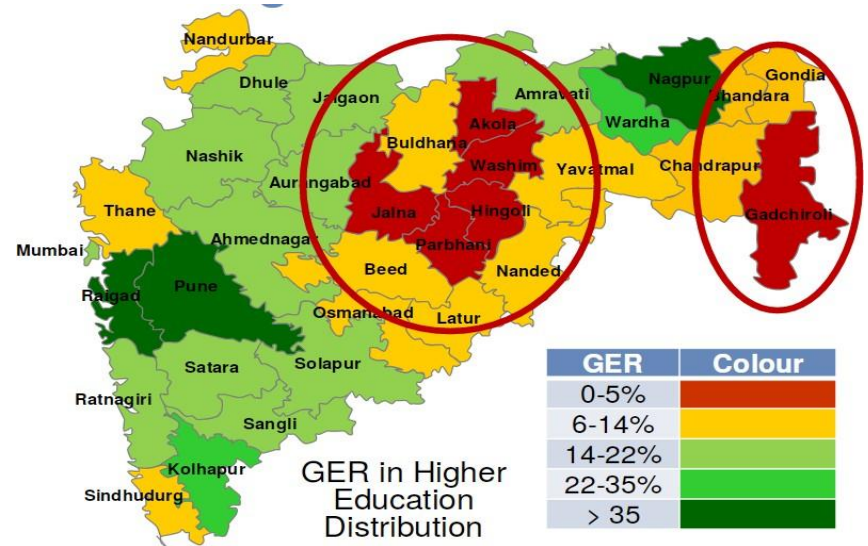 Nandurbar
Dhule
Jalgaon
Amravati
Nagpur
Gondia
Bhandara
Wardha
Akola
Buldhana
Washim
Nashik
Aurangabad
Yavatmal
Chandrapur
Thane
Jalna
Hingoli
Gadchiroli
Mumbai
Ahmednagar
Parbhani
Beed
Nanded
Raigad
Pune
Osmanabad
Latur
Satara
Solapur
Ratnagiri
Sangli
Kolhapur
Sindhudurg
GER in Higher
Education
Distribution
GER Colour
0-5%
6-14%
14-22%
22-35%
> 35